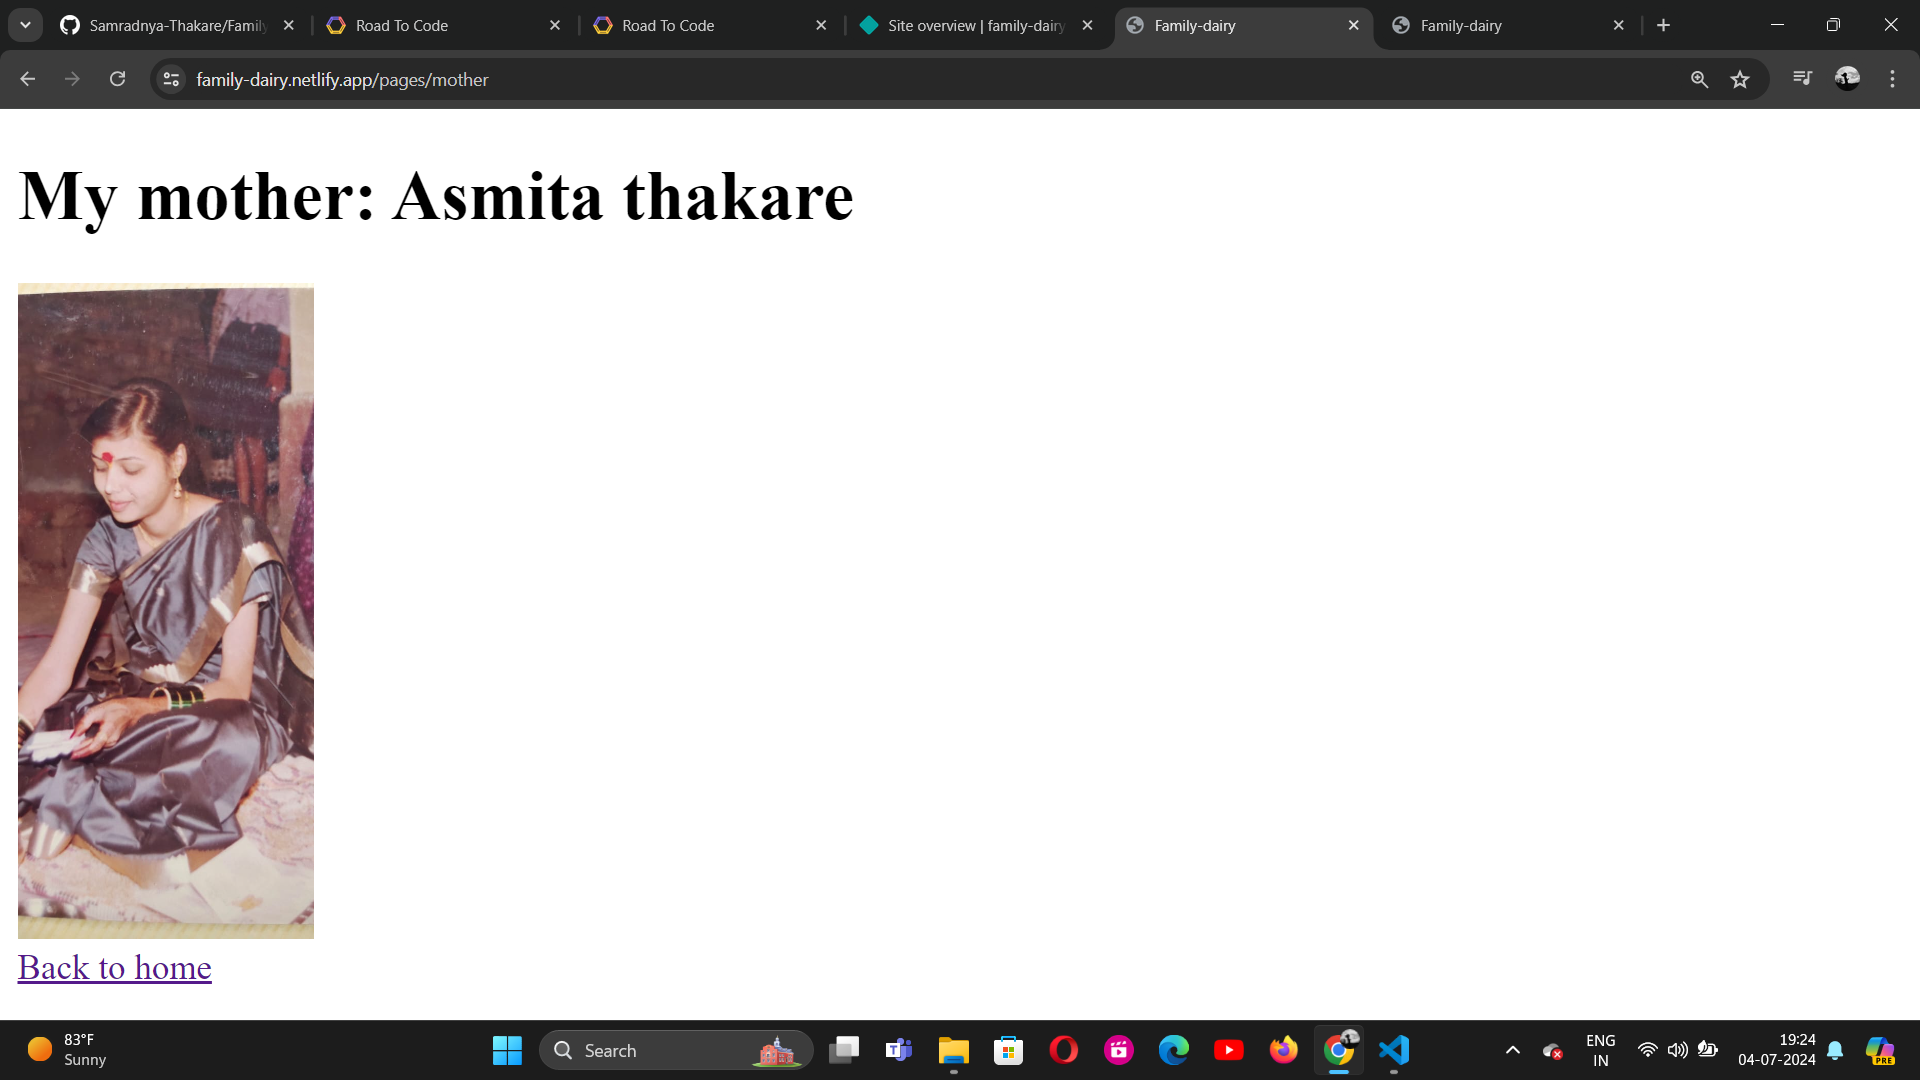 Samradnya-Thakare/Family
Road To Code
Road To Code
Site overview | family-dairy
Family-dairy
Family-dairy
family-dairy.netlify.app/pages/mother
My mother: Asmita thakare
Back to home
83°F
Sunny
Search
ENG
IN
19:24
04-07-2024
PRE